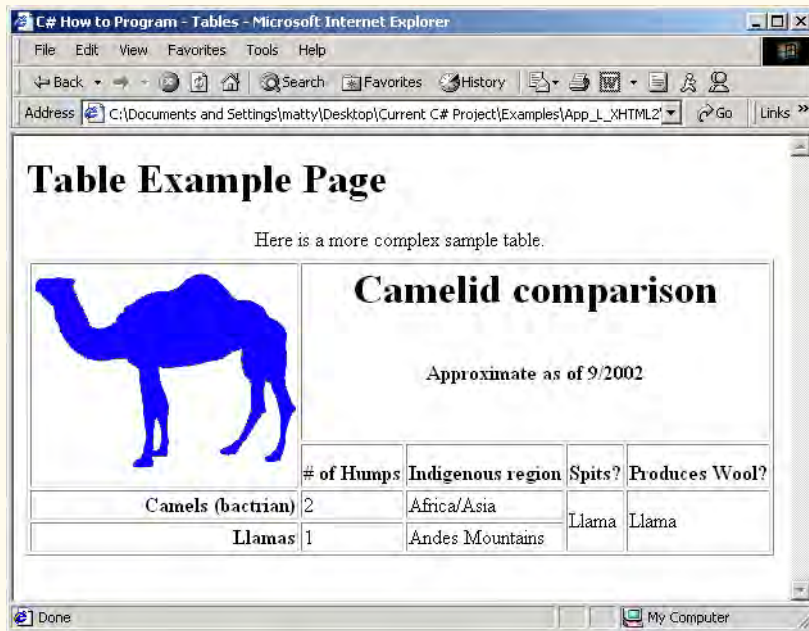 C# How to Program - Tables - Microsoft Internet Explorer
File Edit View Favorites Tools Help
Back Search Favorites History
Address C:\Documents and Settings\matty\Desktop\Current C# Project\Examples\App_L_XHTML2\ Go Links »
Table Example Page
Here is a more complex sample table.
Camelid comparison
Approximate as of 9/2002
# of Humps Indigenous region Spits? Produces Wool?
Camels (bactrian) 2 Africa/Asia Llama Llama
Llamas 1 Andes Mountains
Done My Computer